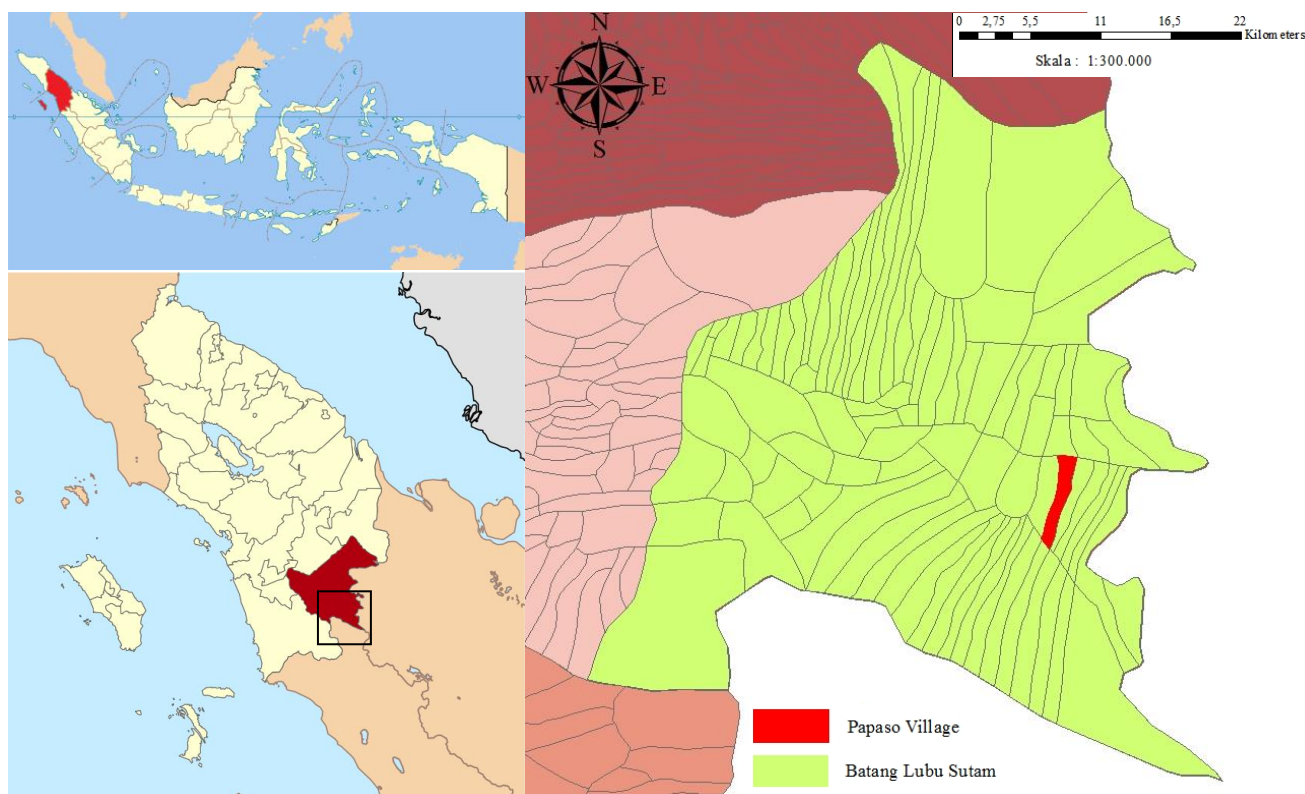 0 2,75 5,5 11 16,5 22
Kilometers
Skala : 1:300.000
N
W E
S
Papaso Village
Batang Lubu Sutam